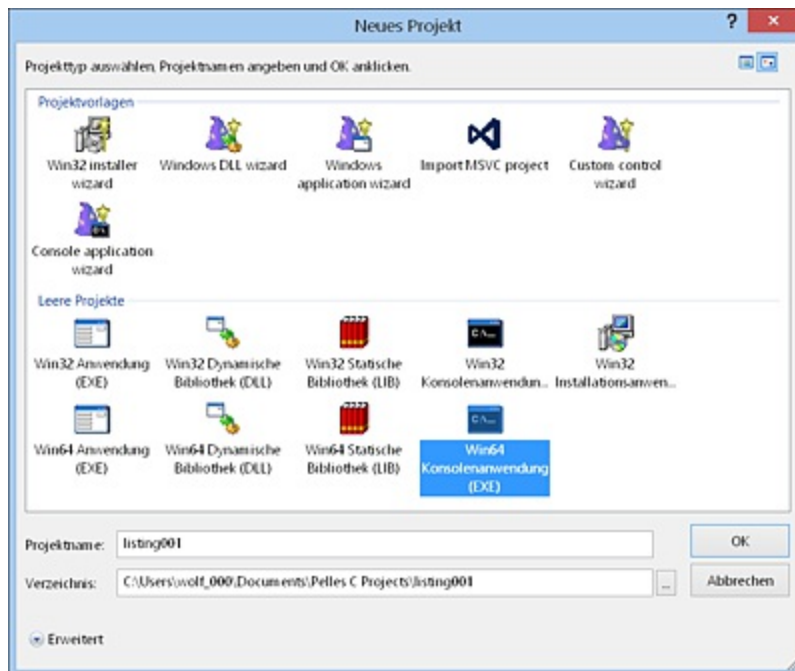 Neues Projekt
?
Projekttyp auswählen, Projektnamen angeben und OK anklicken.
Projektvorlagen
Win32 installer
wizard
Windows DLL wizard
Windows
application wizard
Import MSVC project
Custom control
wizard
Console application
wizard
Leere Projekte
Win32 Anwendung
(EXE)
Win32 Dynamische
Bibliothek (DLL)
Win32 Statische
Bibliothek (LIB)
C:\...
Win32
Konsolenanwendun...
Win32
Installationsanwen...
Win64 Anwendung
(EXE)
Win64 Dynamische
Bibliothek (DLL)
Win64 Statische
Bibliothek (LIB)
C:\...
Win64
Konsolenanwendung
(EXE)
Projektname:
listing001
OK
Verzeichnis:
C:\Users\wolf_000\Documents\Pelles C Projects\listing001
...
Abbrechen
Erweitert